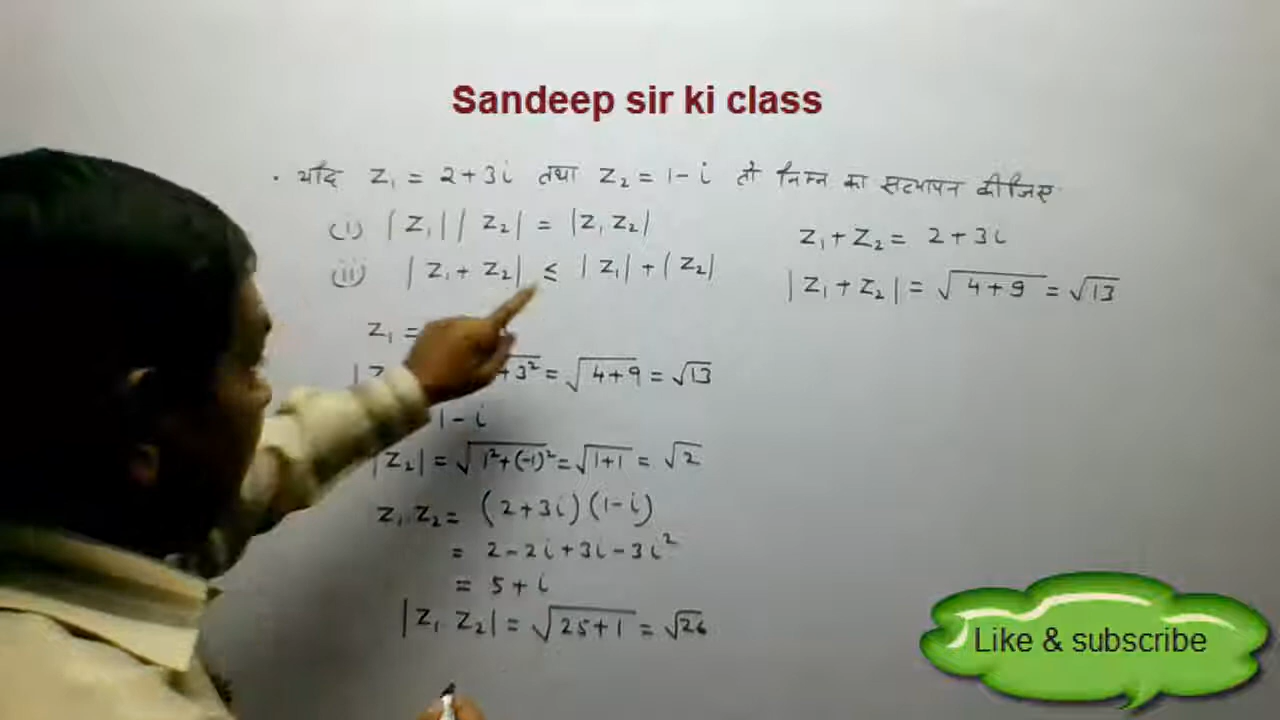 Sandeep sir ki class
. यदि Z₁ = 2 + 3i तथा Z₂ = 1 - i तो निम्न का सत्यापन कीजिए
(i) |Z₁| |Z₂| = |Z₁ Z₂|
(ii) |Z₁ + Z₂| ≤ |Z₁| + |Z₂|
Z₁ =
+ 3² = √4+9 = √13
1 - i
|Z₂| = √1²+(-1)² = √1+1 = √2
Z₁ Z₂ = (2+3i)(1-i)
= 2 - 2i + 3i - 3i²
= 5 + i
|Z₁ Z₂| = √25+1 = √26
Z₁ + Z₂ = 2 + 3i
|Z₁ + Z₂| = √4+9 = √13
Like & subscribe